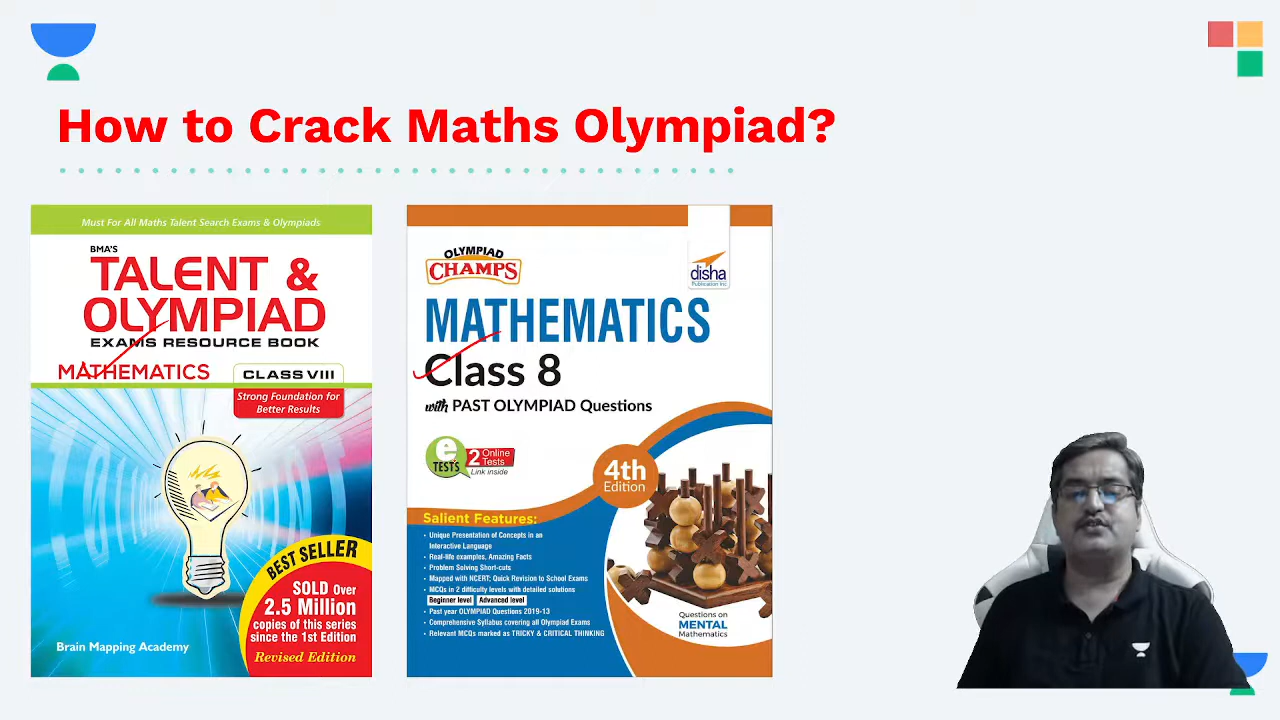 How to Crack Maths Olympiad?
Must For All Maths Talent Search Exams & Olympiads
BMA'S
TALENT &
OLYMPIAD
EXAMS RESOURCE BOOK
MATHEMATICS
CLASS VIII
Strong Foundation for
Better Results
BEST SELLER
SOLD Over
2.5 Million
copies of this series
since the 1st Edition
Revised Edition
Brain Mapping Academy
OLYMPIAD
CHAMPS
disha
Publication Inc
MATHEMATICS
Class 8
with PAST OLYMPIAD Questions
e
TESTS
2 Online
Tests
Link inside
4th
Edition
Salient Features:
• Unique Presentation of Concepts in an
Interactive Language
• Real-life examples, Amazing Facts
• Problem Solving Short-cuts
• Mapped with NCERT; Quick Revision to School Exams
• MCQs in 2 difficulty levels with detailed solutions
Beginner level Advanced level
• Past year OLYMPIAD Questions 2019-13
• Comprehensive Syllabus covering all Olympiad Exams
• Relevant MCQs marked as TRICKY & CRITICAL THINKING
Questions on
MENTAL
Mathematics